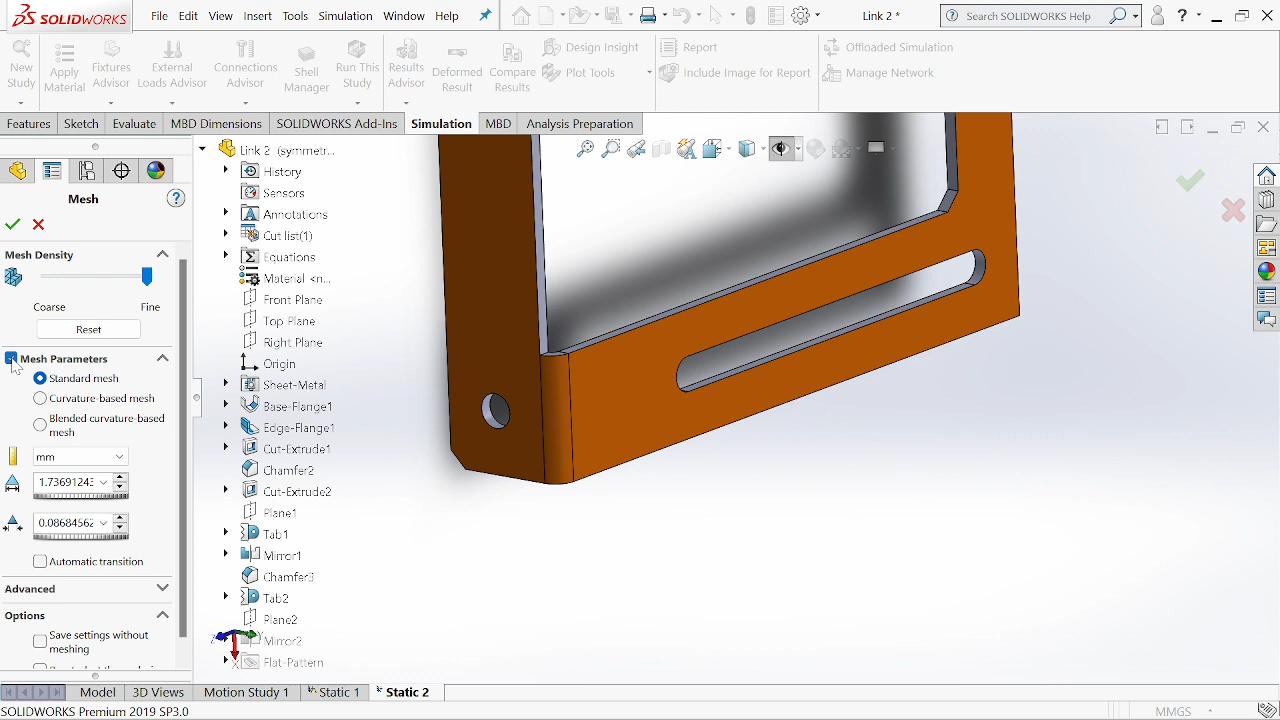 SOLIDWORKS File Edit View Insert Tools Simulation Window Help Link 2 * Search SOLIDWORKS Help ?
New Study
Apply Material
Fixtures Advisor
External Loads Advisor
Connections Advisor
Shell Manager
Run This Study
Results Advisor
Deformed Result
Compare Results
Design Insight
Plot Tools
Report
Include Image for Report
Offloaded Simulation
Manage Network
Features Sketch Evaluate MBD Dimensions SOLIDWORKS Add-Ins Simulation MBD Analysis Preparation
Mesh ?
Mesh Density
Coarse Fine
Reset
Mesh Parameters
Standard mesh
Curvature-based mesh
Blended curvature-based
mesh
mm
1.7369124
0.08684562
Automatic transition
Advanced
Options
Save settings without
meshing
Link 2 (symmetr...
History
Sensors
Annotations
Cut list(1)
Equations
Material <n...
Front Plane
Top Plane
Right Plane
Origin
Sheet-Metal
Base-Flange1
Edge-Flange1
Cut-Extrude1
Chamfer2
Cut-Extrude2
Plane1
Tab1
Mirror1
Chamfer3
Tab2
Plane2
Mirror2
Flat-Pattern
Model 3D Views Motion Study 1 Static 1 Static 2
SOLIDWORKS Premium 2019 SP3.0 MMGS